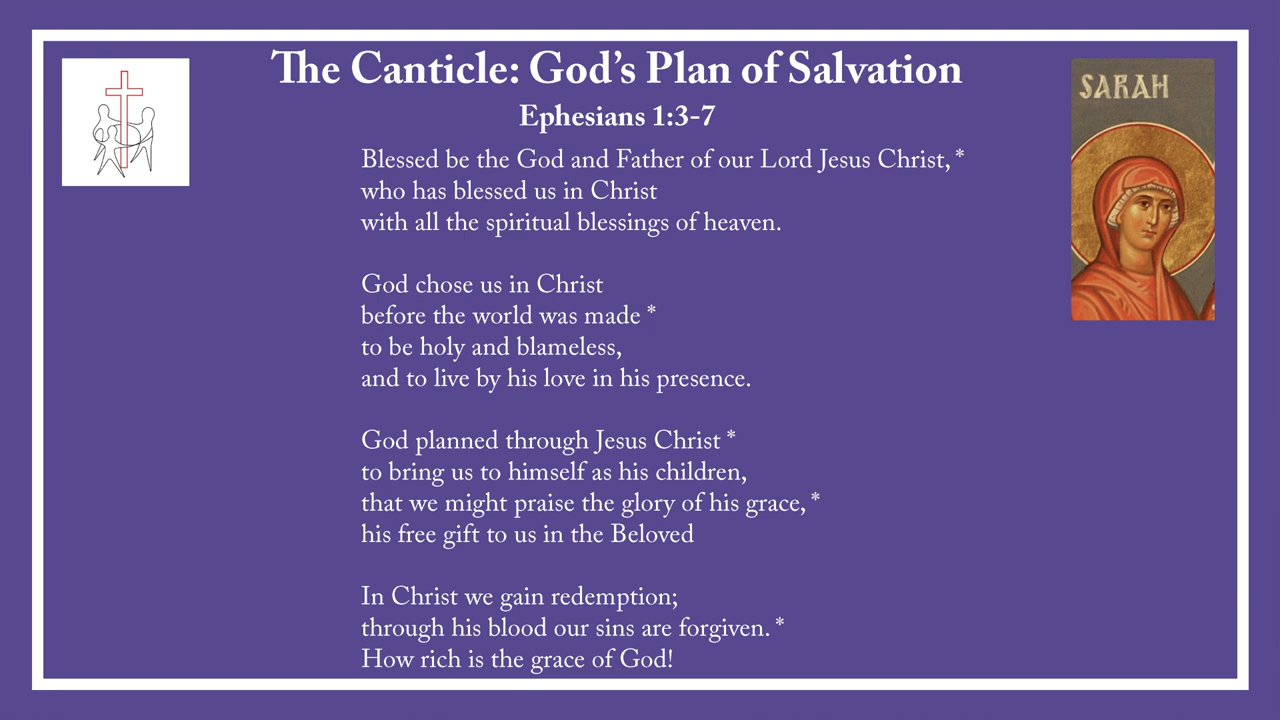 The Canticle: God’s Plan of Salvation
Ephesians 1:3-7
SARAH
Blessed be the God and Father of our Lord Jesus Christ, *
who has blessed us in Christ
with all the spiritual blessings of heaven.
God chose us in Christ
before the world was made *
to be holy and blameless,
and to live by his love in his presence.
God planned through Jesus Christ *
to bring us to himself as his children,
that we might praise the glory of his grace, *
his free gift to us in the Beloved
In Christ we gain redemption;
through his blood our sins are forgiven. *
How rich is the grace of God!